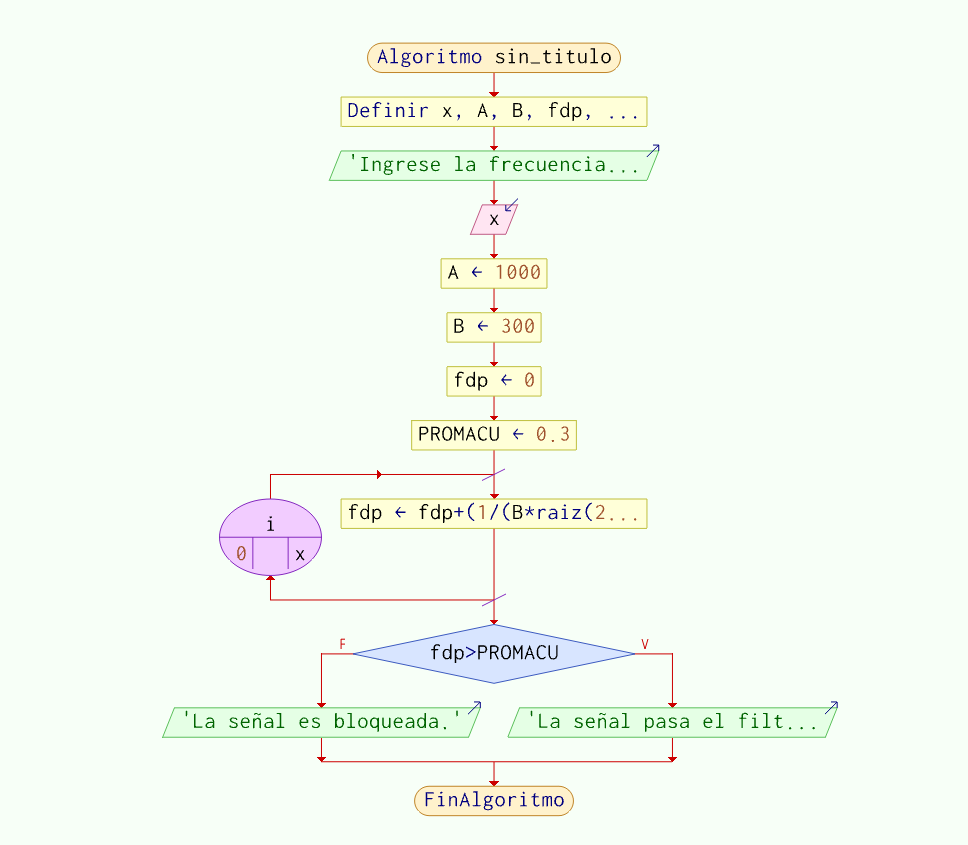 Algoritmo sin_titulo
Definir x, A, B, fdp, ...
'Ingrese la frecuencia...
x
A ← 1000
B ← 300
fdp ← 0
PROMACU ← 0.3
fdp ← fdp+(1/(B*raiz(2...
i
0 x
fdp>PROMACU
F V
'La señal es bloqueada.' 'La señal pasa el filt...
FinAlgoritmo